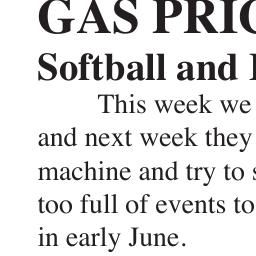 GAS PRIC
Softball and
This week we
and next week they
machine and try to
too full of events to
in early June.